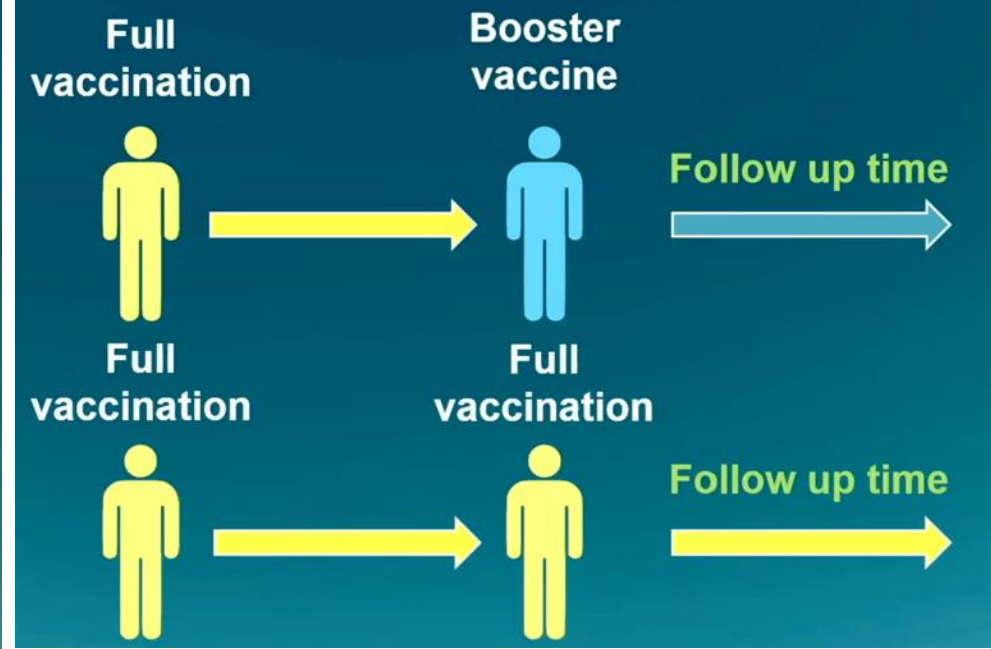 Full
vaccination
Booster
vaccine
Follow up time
Full
vaccination
Full
vaccination
Follow up time